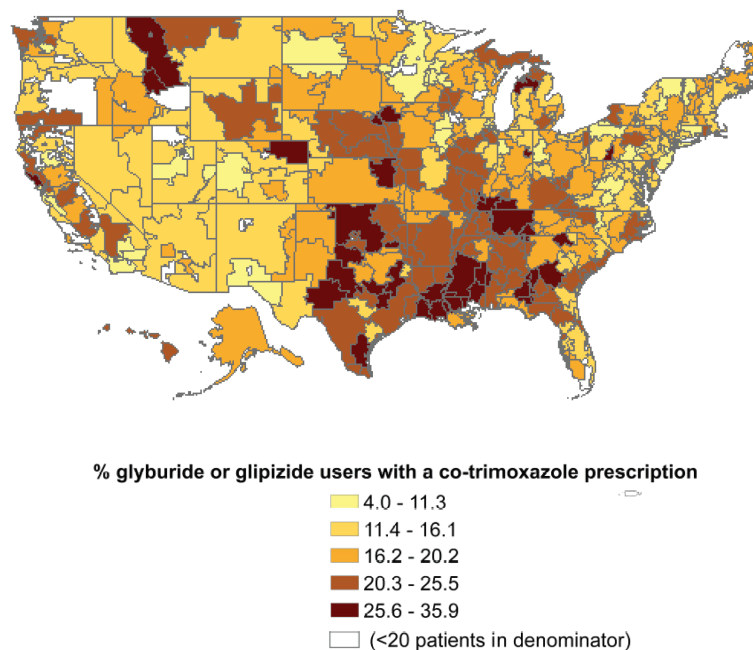 % glyburide or glipizide users with a co-trimoxazole prescription
4.0 - 11.3
11.4 - 16.1
16.2 - 20.2
20.3 - 25.5
25.6 - 35.9
(<20 patients in denominator)